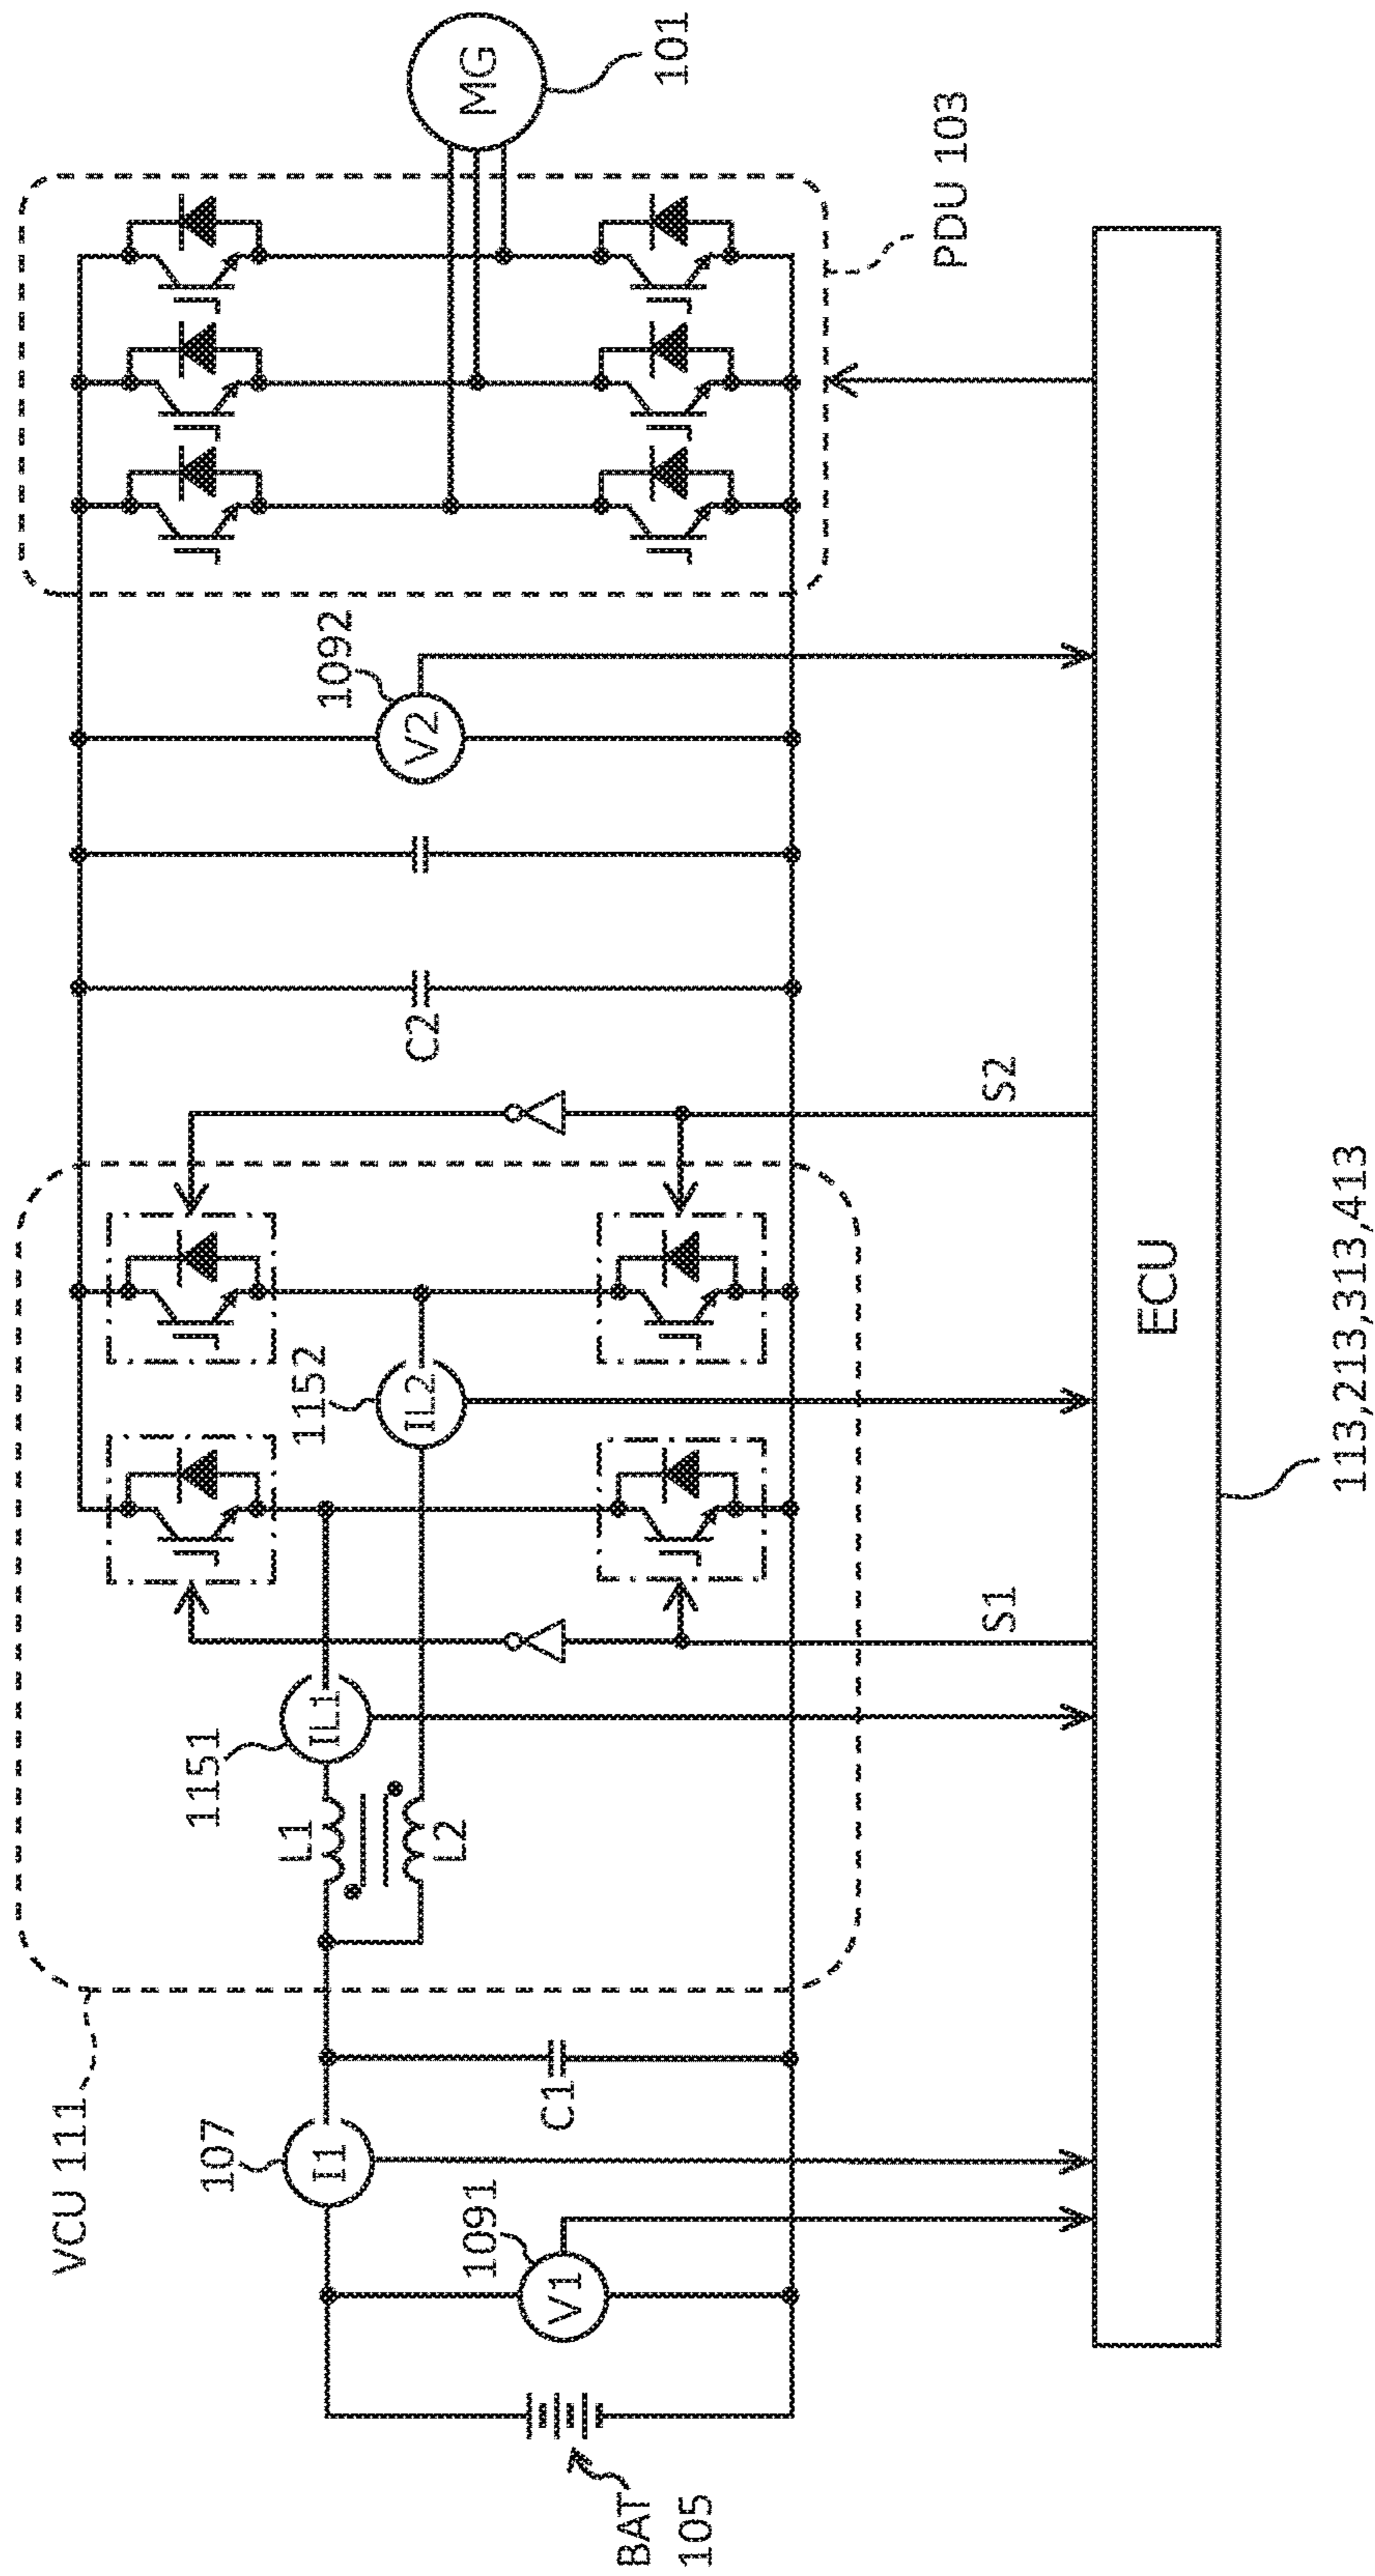 VCU 111
BAT
105
V1
1091
I1
107
C1
L1
L2
IL1
1151
S1
IL2
1152
S2
C2
V2
1092
PDU 103
MG
101
ECU
113,213,313,413